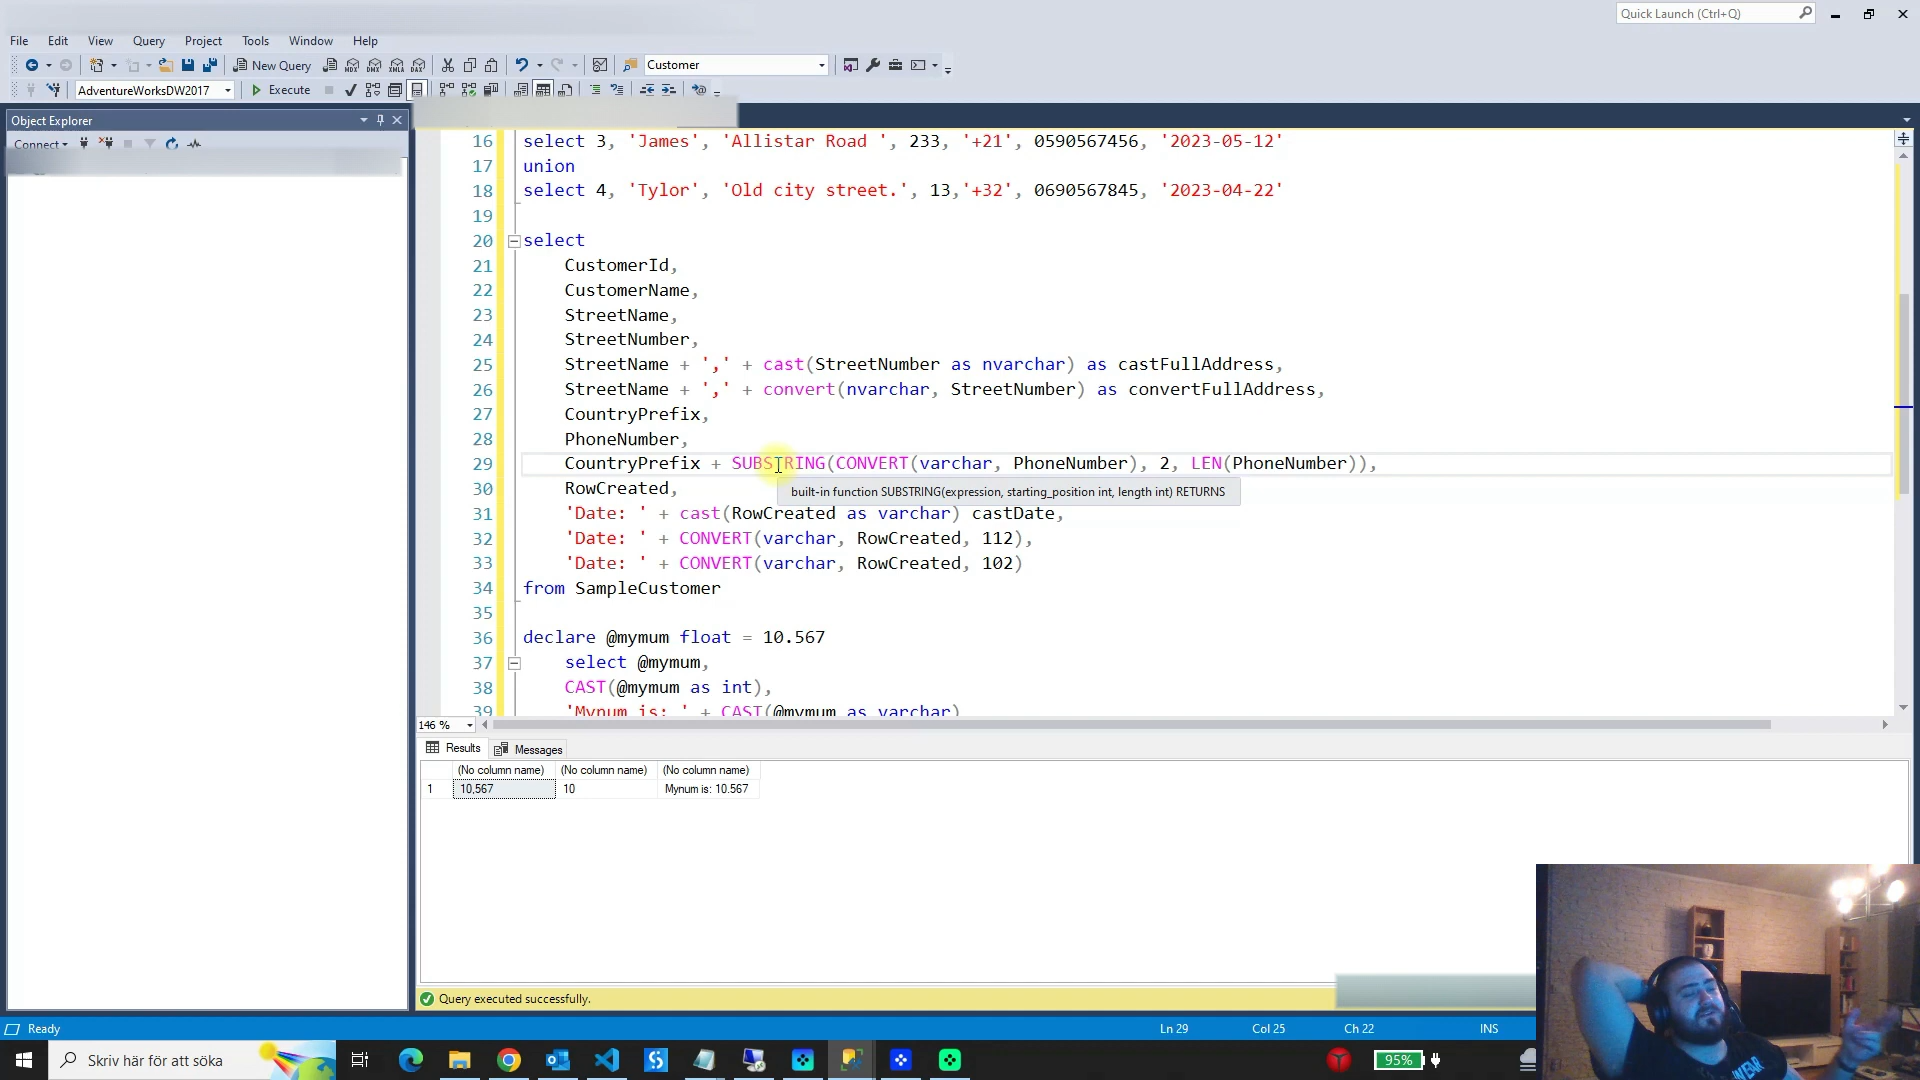 Quick Launch (Ctrl+Q)
File Edit View Query Project Tools Window Help
New Query
Customer
AdventureWorksDW2017
Execute
Object Explorer
Connect
16 select 3, 'James', 'Allistar Road ', 233, '+21', 0590567456, '2023-05-12'
17 union
18 select 4, 'Tylor', 'Old city street.', 13,'+32', 0690567845, '2023-04-22'
19
20 select
21 CustomerId,
22 CustomerName,
23 StreetName,
24 StreetNumber,
25 StreetName + ',' + cast(StreetNumber as nvarchar) as castFullAddress,
26 StreetName + ',' + convert(nvarchar, StreetNumber) as convertFullAddress,
27 CountryPrefix,
28 PhoneNumber,
29 CountryPrefix + SUBSTRING(CONVERT(varchar, PhoneNumber), 2, LEN(PhoneNumber)),
built-in function SUBSTRING(expression, starting_position int, length int) RETURNS
30 RowCreated,
31 'Date: ' + cast(RowCreated as varchar) castDate,
32 'Date: ' + CONVERT(varchar, RowCreated, 112),
33 'Date: ' + CONVERT(varchar, RowCreated, 102)
34 from SampleCustomer
35
36 declare @mymum float = 10.567
37 select @mymum,
38 CAST(@mymum as int),
39 'Mynum is: ' + CAST(@mymum as varchar)
146 %
Results Messages
(No column name) (No column name) (No column name)
1 10,567 10 Mynum is: 10.567
Query executed successfully.
Ready Ln 29 Col 25 Ch 22 INS
Skriv här för att söka
95%